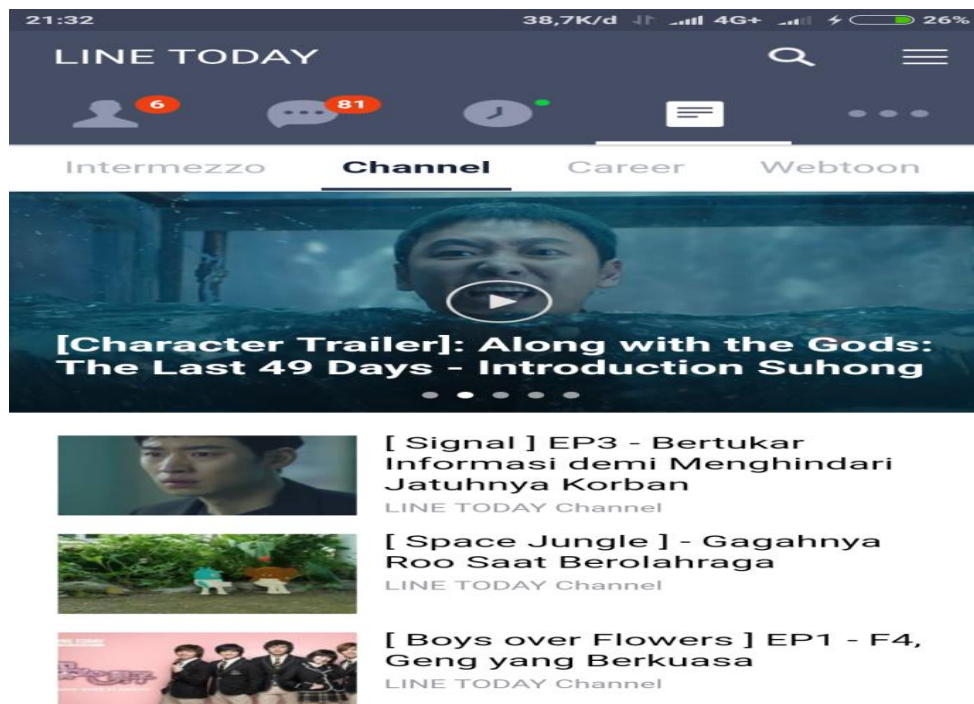 21:32 38,7K/d 4G+ 26%
LINE TODAY
6 81
Intermezzo Channel Career Webtoon
[Character Trailer]: Along with the Gods:
The Last 49 Days - Introduction Suhong
[ Signal ] EP3 - Bertukar
Informasi demi Menghindari
Jatuhnya Korban
LINE TODAY Channel
[ Space Jungle ] - Gagahnya
Roo Saat Berolahraga
LINE TODAY Channel
[ Boys over Flowers ] EP1 - F4,
Geng yang Berkuasa
LINE TODAY Channel